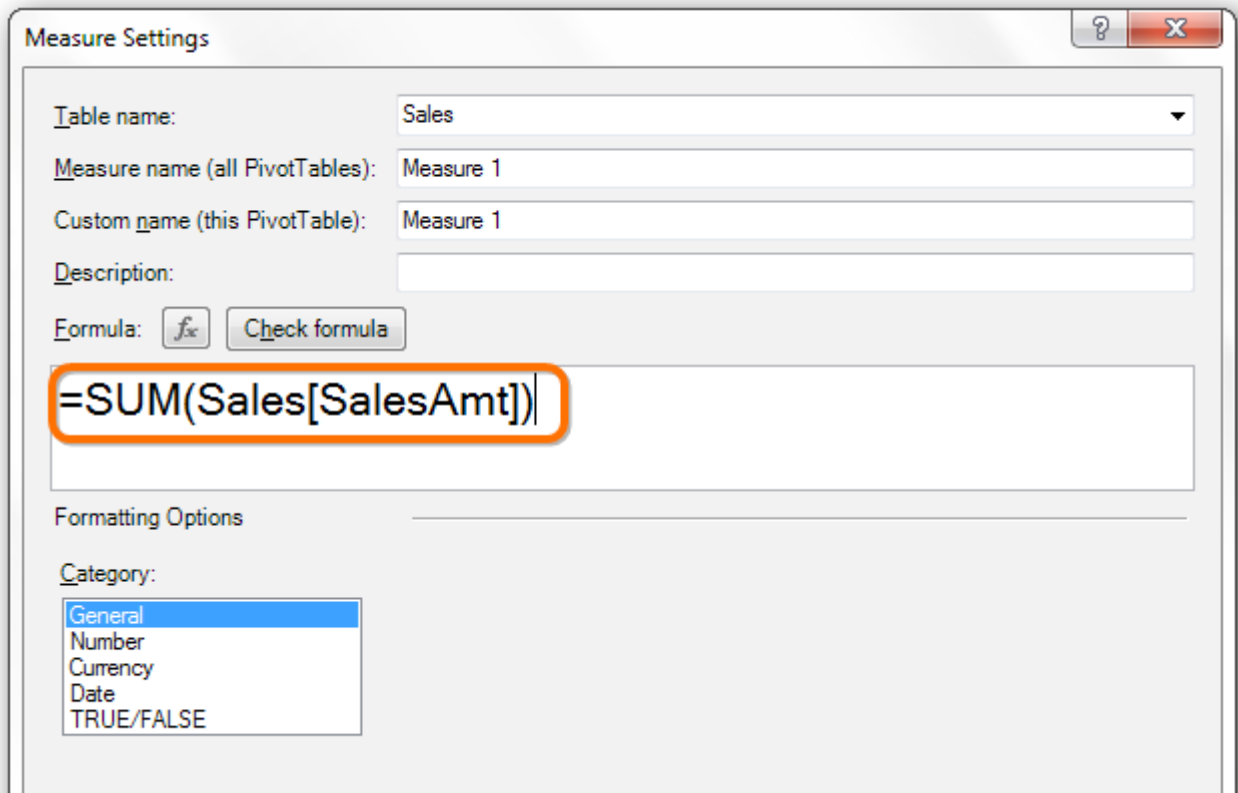 Measure Settings
Table name: Sales
Measure name (all PivotTables): Measure 1
Custom name (this PivotTable): Measure 1
Description:
Formula: fx Check formula
=SUM(Sales[SalesAmt])
Formatting Options
Category:
General
Number
Currency
Date
TRUE/FALSE